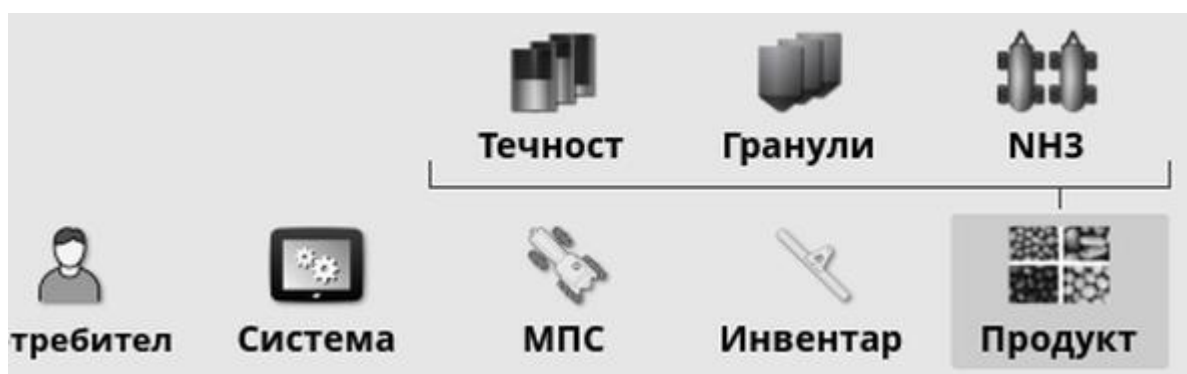 Течност Гранули NH3
требител Система МПС Инвентар Продукт